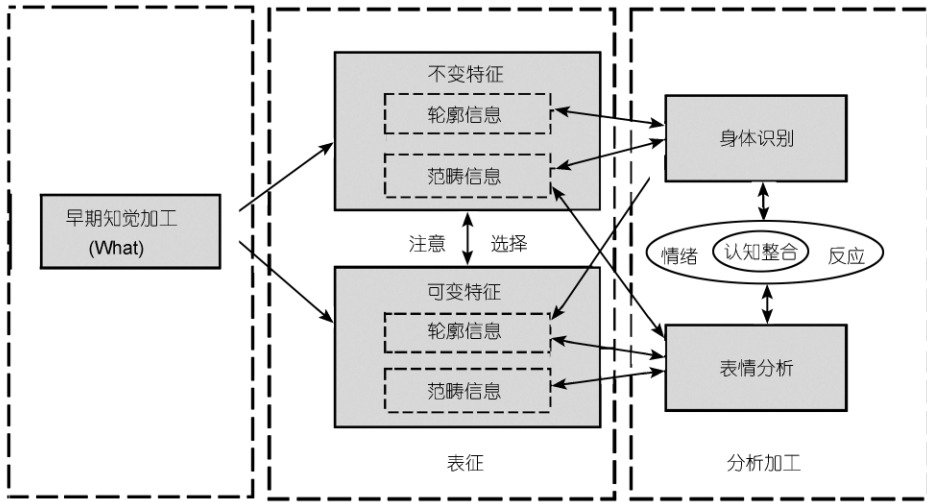 早期知觉加工
(What)
不变特征
轮廓信息
范畴信息
注意 选择
可变特征
轮廓信息
范畴信息
表征
身体识别
情绪 认知整合 反应
表情分析
分析加工